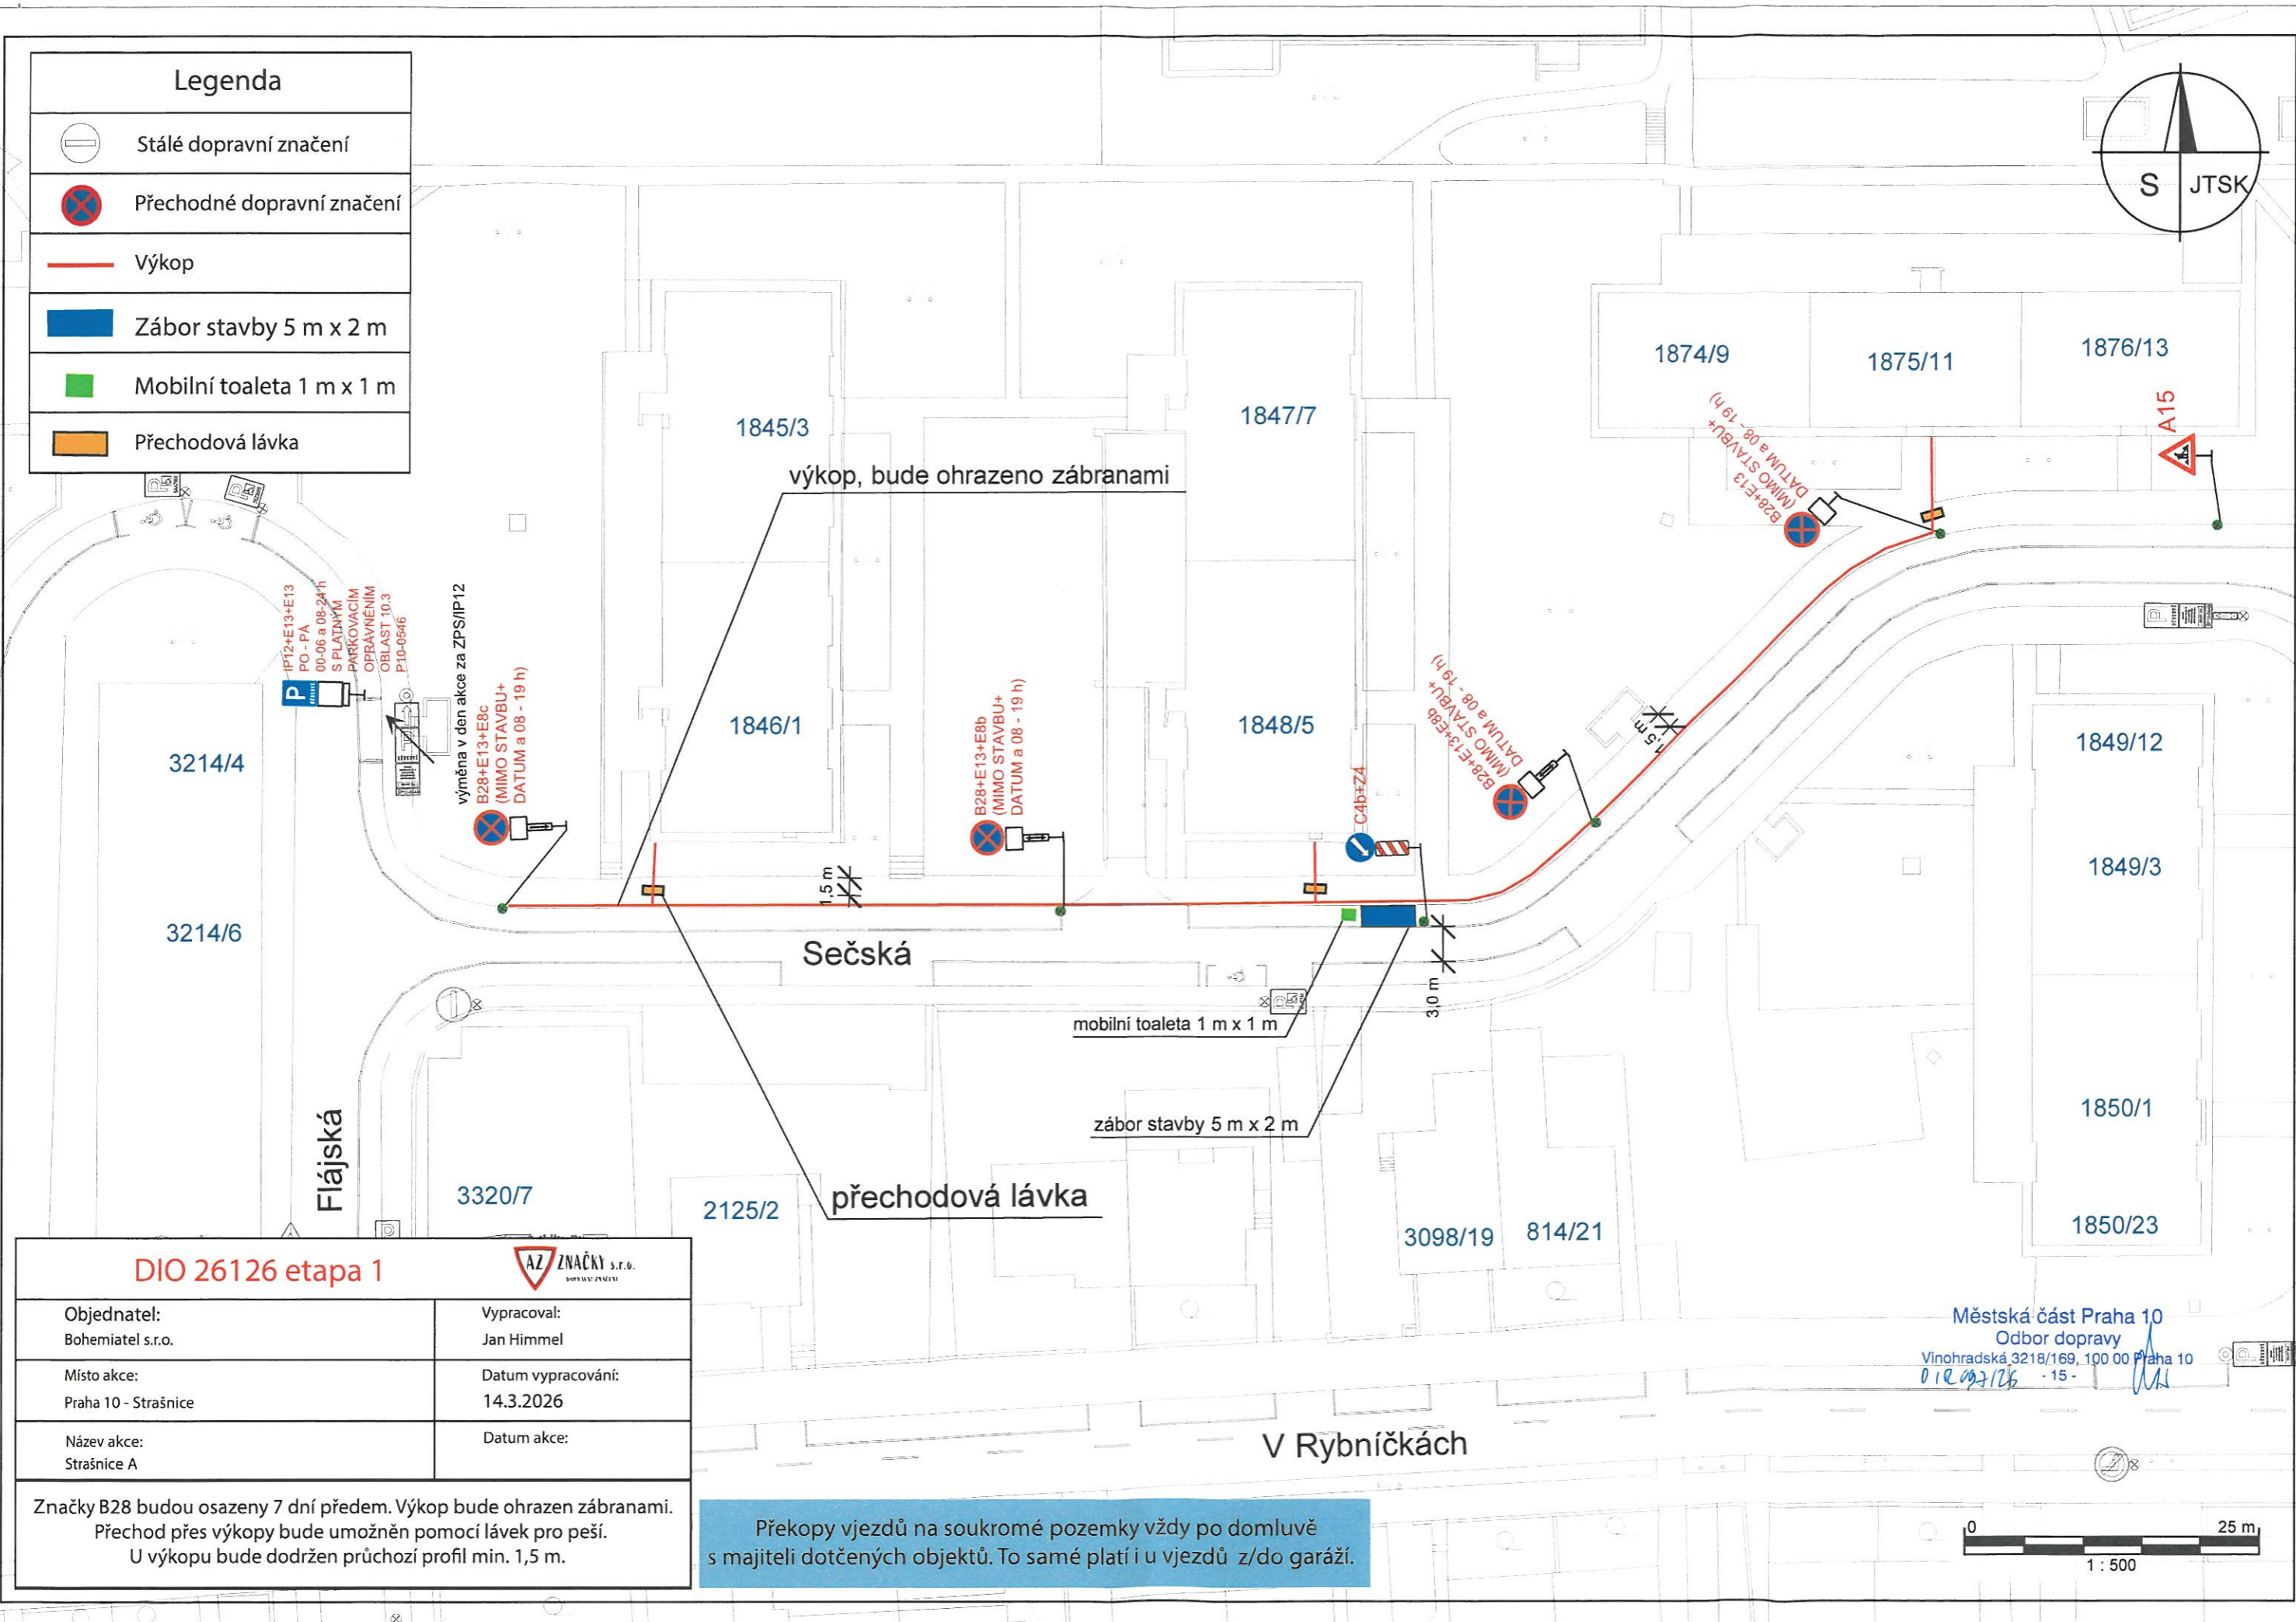 Legenda
Stálé dopravní značení
Přechodné dopravní značení
Výkop
Zábor stavby 5 m x 2 m
Mobilní toaleta 1 m x 1 m
Přechodová lávka
S JTSK
1874/9
1875/11
1876/13
A15
1845/3
1847/7
výkop, bude ohrazeno zábranami
B28+E13
(MIMO STAVBU+
DATUM a 08 - 19 h)
IP12+E13+E13
PO - PÁ
00-06 a 08-24 h
S PLATNÝM
PARKOVACÍM
OPRÁVNĚNÍM
OBLAST 10.3
P10-0546
P
výměna v den akce za ZPS/IP12
B28+E13+E8c
(MIMO STAVBU+
DATUM a 08 - 19 h)
1846/1
B28+E13+E8b
(MIMO STAVBU+
DATUM a 08 - 19 h)
1848/5
C4b+Z4
B28+E13+E8b
(MIMO STAVBU+
DATUM a 08 - 19 h)
1,5 m
1849/12
1849/3
3214/4
3214/6
1,5 m
Sečská
3,0 m
mobilní toaleta 1 m x 1 m
zábor stavby 5 m x 2 m
přechodová lávka
Flájská
3320/7
2125/2
3098/19
814/21
1850/1
1850/23
DIO 26126 etapa 1
AZ ZNAČKY s.r.o.
Objednatel:
Bohemiatel s.r.o.
Vypracoval:
Jan Himmel
Místo akce:
Praha 10 - Strašnice
Datum vypracování:
14.3.2026
Název akce:
Strašnice A
Datum akce:
Značky B28 budou osazeny 7 dní předem. Výkop bude ohrazen zábranami.
Přechod přes výkopy bude umožněn pomocí lávek pro peší.
U výkopu bude dodržen průchozí profil min. 1,5 m.
Překopy vjezdů na soukromé pozemky vždy po domluvě
s majiteli dotčených objektů. To samé platí i u vjezdů z/do garáží.
V Rybníčkách
Městská část Praha 10
Odbor dopravy
Vinohradská 3218/169, 100 00 Praha 10
- 15 -
0 25 m
1 : 500